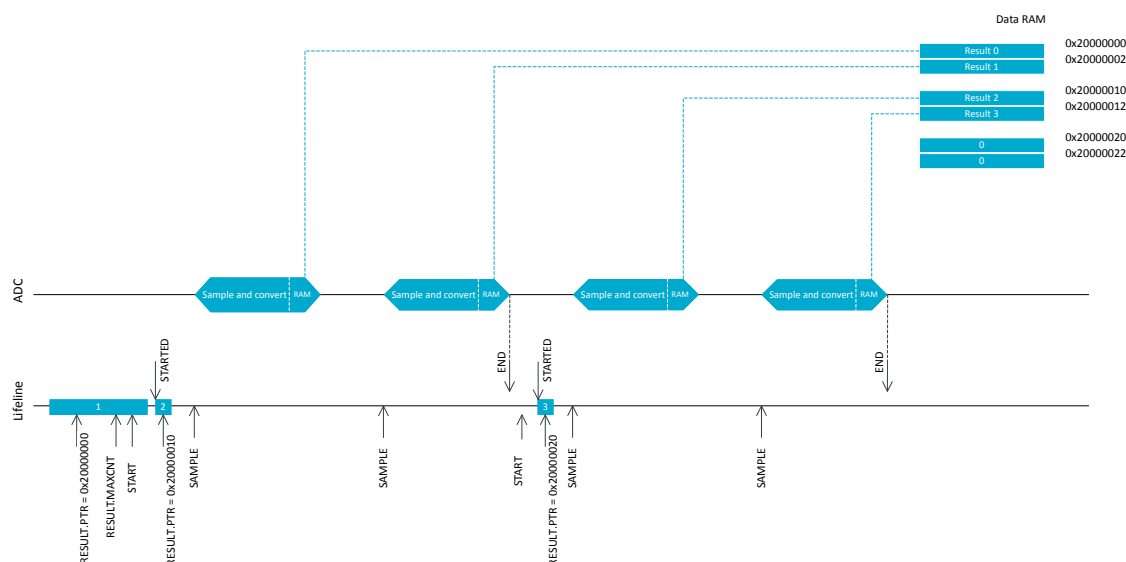 Data RAM
Result 0
0x20000000
Result 1
0x20000002
Result 2
0x20000010
Result 3
0x20000012
0
0x20000020
0
0x20000022
ADC
Sample and convert
RAM
Sample and convert
RAM
Sample and convert
RAM
Sample and convert
RAM
STARTED
END
STARTED
END
Lifeline
1
2
3
RESULT.PTR = 0x20000000
RESULT.MAXCNT
START
RESULT.PTR = 0x20000010
SAMPLE
SAMPLE
START
RESULT.PTR = 0x20000020
SAMPLE
SAMPLE